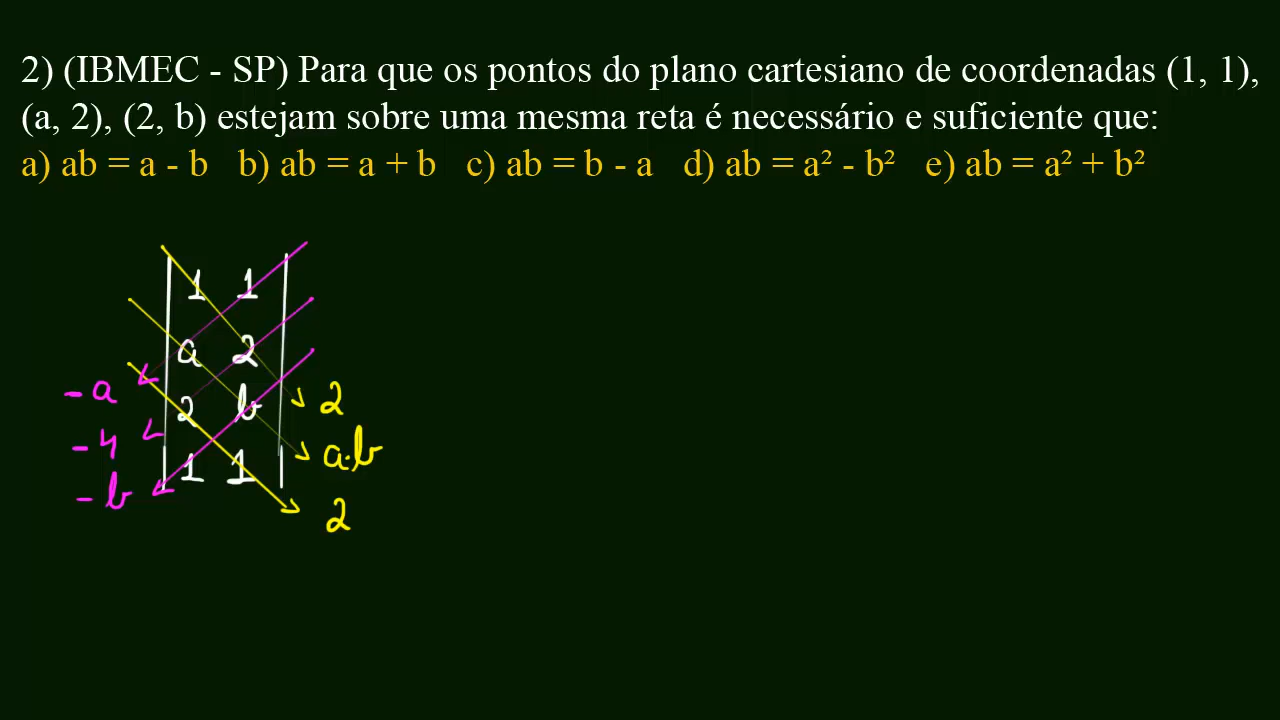 2) (IBMEC - SP) Para que os pontos do plano cartesiano de coordenadas (1, 1),
(a, 2), (2, b) estejam sobre uma mesma reta é necessário e suficiente que:
a) ab = a - b b) ab = a + b c) ab = b - a d) ab = a² - b² e) ab = a² + b²
1 1
a 2
-a 2 b 2
-4 1 1 a.b
-b 2